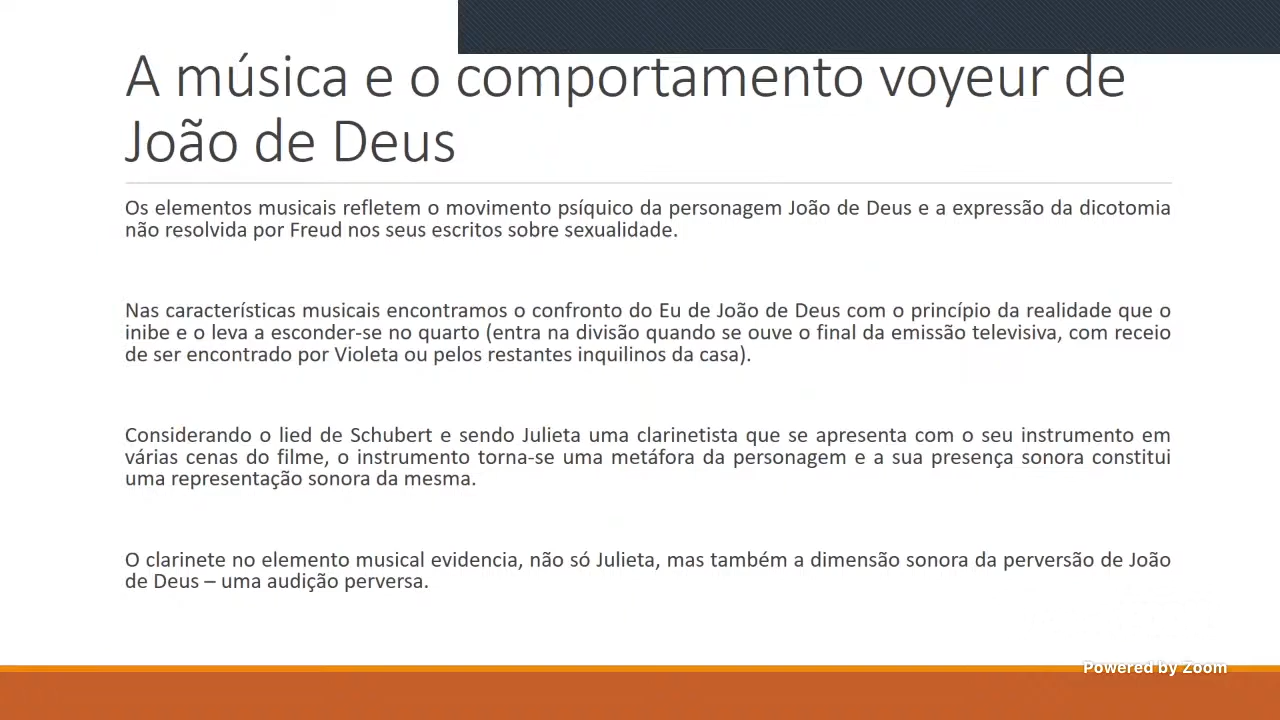 A música e o comportamento voyeur de
João de Deus
Os elementos musicais refletem o movimento psíquico da personagem João de Deus e a expressão da dicotomia
não resolvida por Freud nos seus escritos sobre sexualidade.
Nas características musicais encontramos o confronto do Eu de João de Deus com o princípio da realidade que o
inibe e o leva a esconder-se no quarto (entra na divisão quando se ouve o final da emissão televisiva, com receio
de ser encontrado por Violeta ou pelos restantes inquilinos da casa).
Considerando o lied de Schubert e sendo Julieta uma clarinetista que se apresenta com o seu instrumento em
várias cenas do filme, o instrumento torna-se uma metáfora da personagem e a sua presença sonora constitui
uma representação sonora da mesma.
O clarinete no elemento musical evidencia, não só Julieta, mas também a dimensão sonora da perversão de João
de Deus – uma audição perversa.
Powered by Zoom